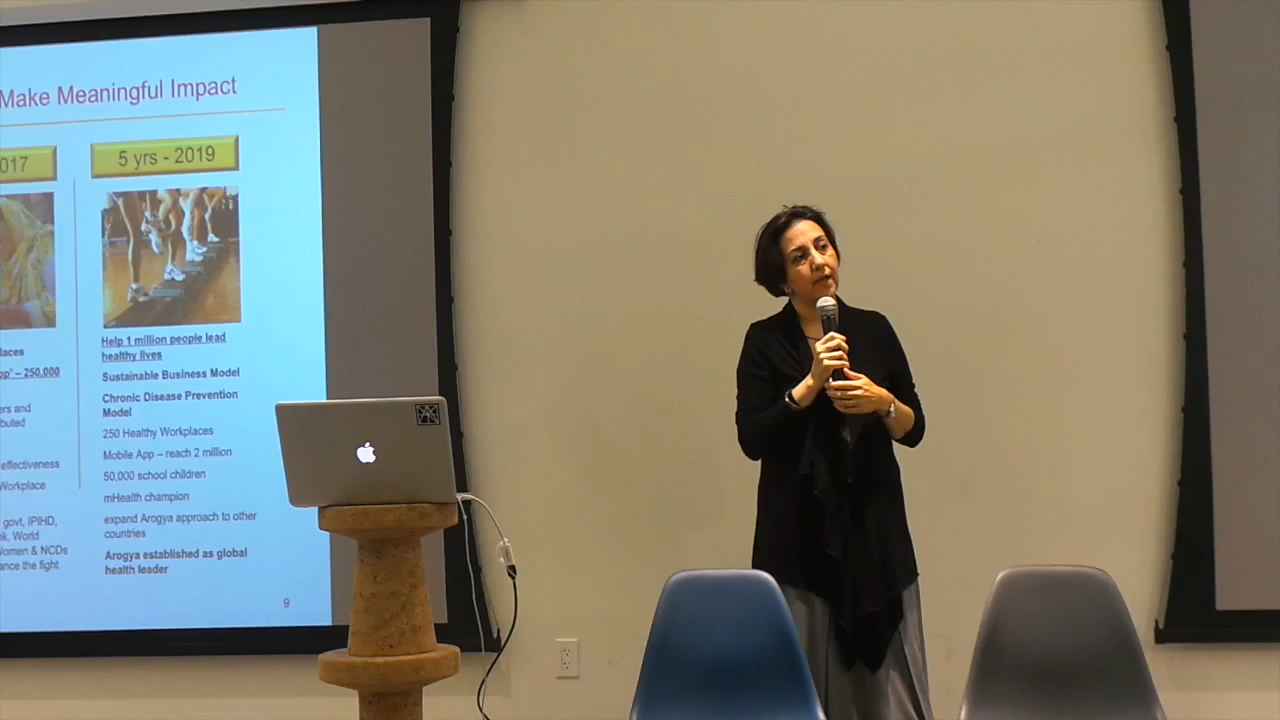 Make Meaningful Impact
017
5 yrs - 2019
laces
op' – 250,000
ers and
buted
effectiveness
Workplace
govt, IPIHD,
nk, World
Women & NCDs
ance the fight
Help 1 million people lead
healthy lives
Sustainable Business Model
Chronic Disease Prevention
Model
250 Healthy Workplaces
Mobile App – reach 2 million
50,000 school children
mHealth champion
expand Arogya approach to other
countries
Arogya established as global
health leader
9